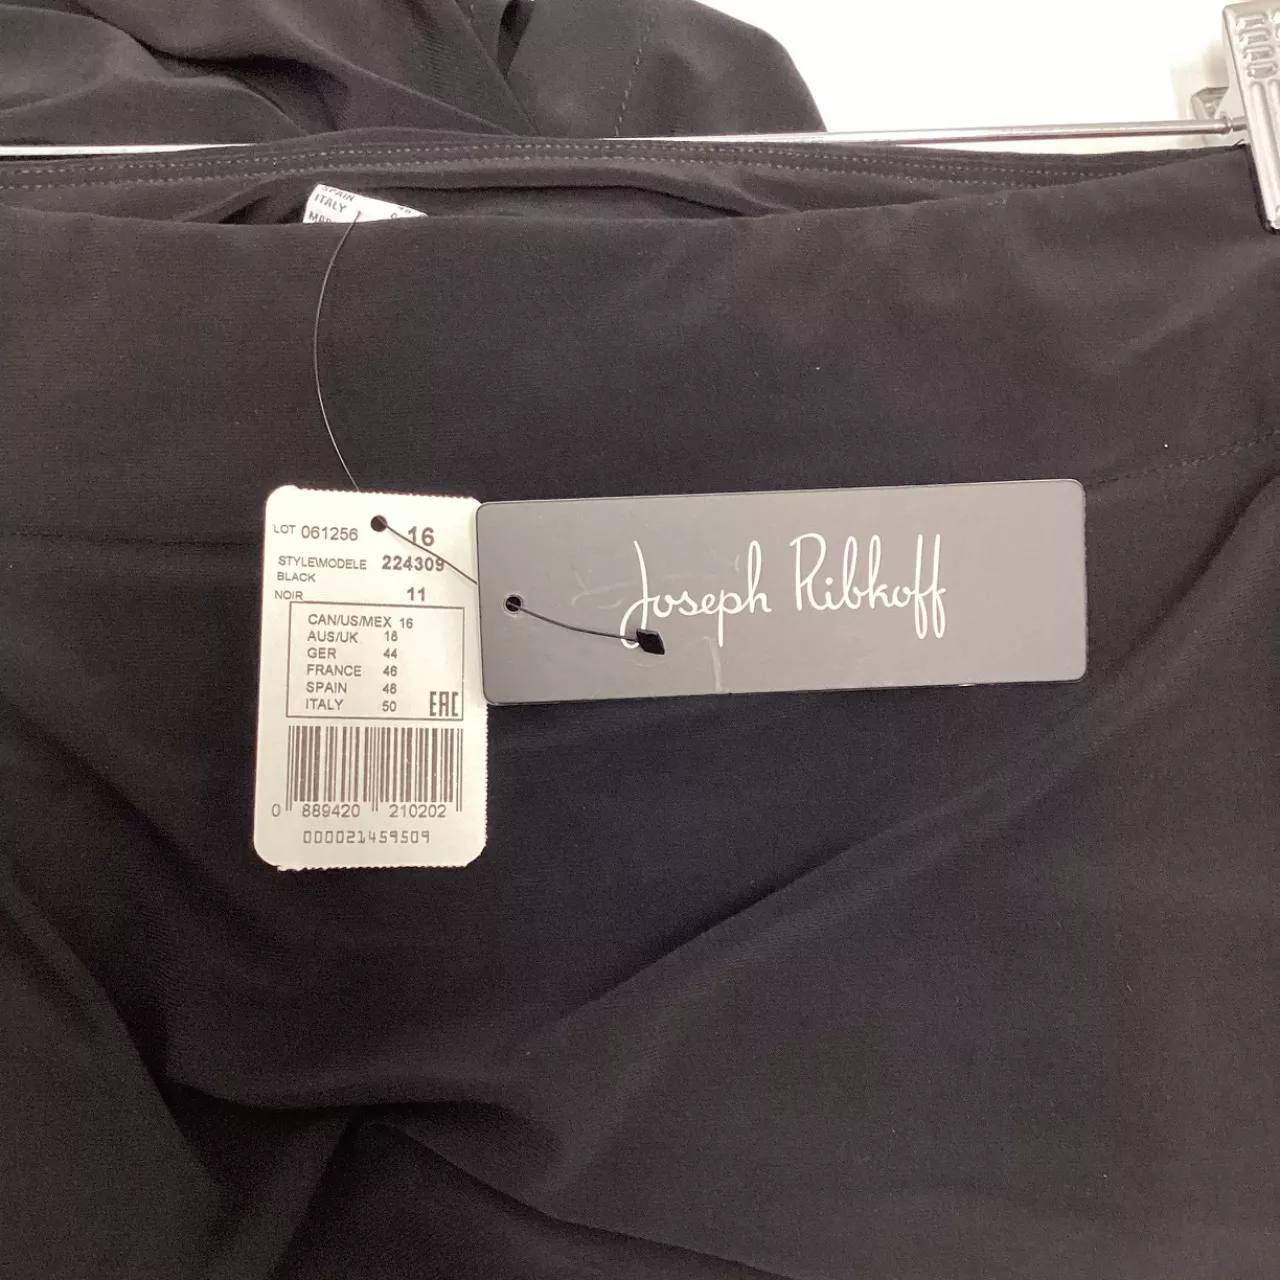 SPAIN
ITALY
LOT 061256 16
STYLE\MODELE 224309
BLACK
NOIR 11
CAN/US/MEX 16
AUS/UK 18
GER 44
FRANCE 46
SPAIN 48
ITALY 50
EAC
0 889420 210202
000021459509
Joseph Ribkoff